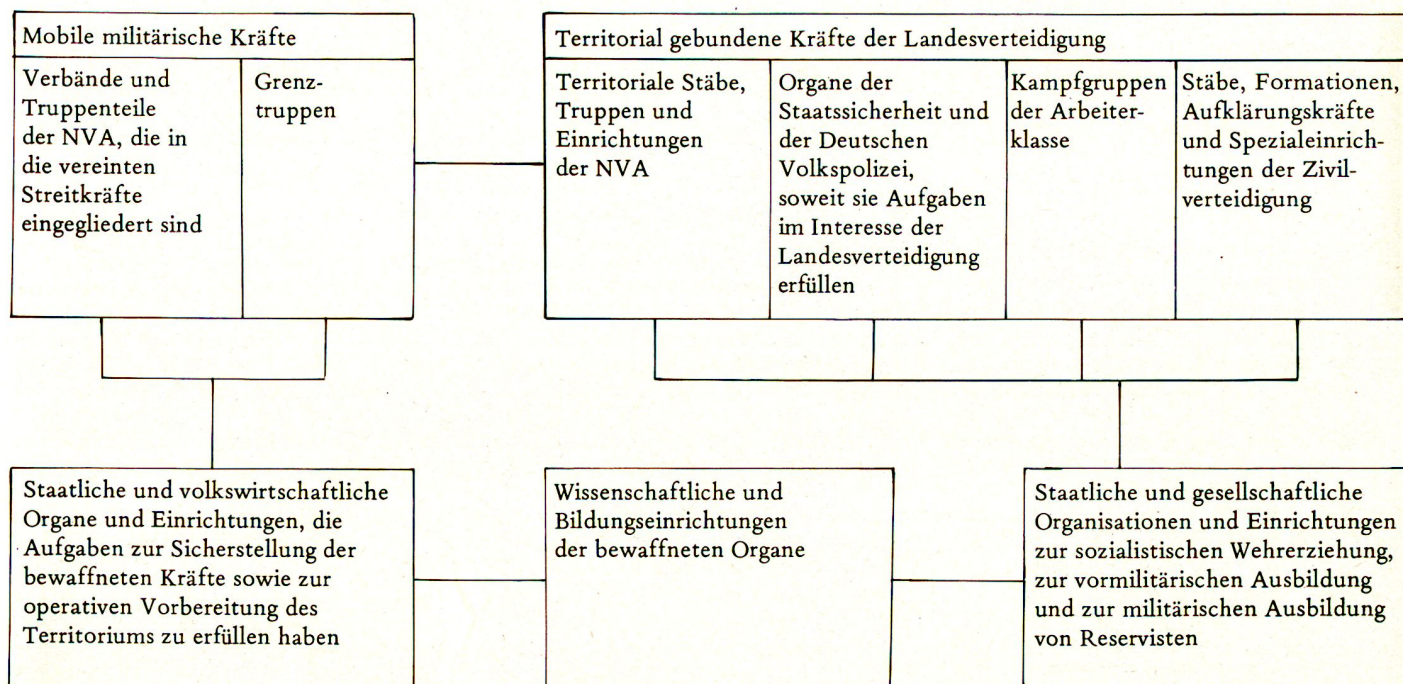 Mobile militärische Kräfte
Verbände und
Truppenteile
der NVA, die in
die vereinten
Streitkräfte
eingegliedert sind
Grenz-
truppen
Territorial gebundene Kräfte der Landesverteidigung
Territoriale Stäbe,
Truppen und
Einrichtungen
der NVA
Organe der
Staatssicherheit und
der Deutschen
Volkspolizei,
soweit sie Aufgaben
im Interesse der
Landesverteidigung
erfüllen
Kampfgruppen
der Arbeiter-
klasse
Stäbe, Formationen,
Aufklärungskräfte
und Spezialeinrich-
tungen der Zivil-
verteidigung
Staatliche und volkswirtschaftliche
Organe und Einrichtungen, die
Aufgaben zur Sicherstellung der
bewaffneten Kräfte sowie zur
operativen Vorbereitung des
Territoriums zu erfüllen haben
Wissenschaftliche und
Bildungseinrichtungen
der bewaffneten Organe
Staatliche und gesellschaftliche
Organisationen und Einrichtungen
zur sozialistischen Wehrerziehung,
zur vormilitärischen Ausbildung
und zur militärischen Ausbildung
von Reservisten